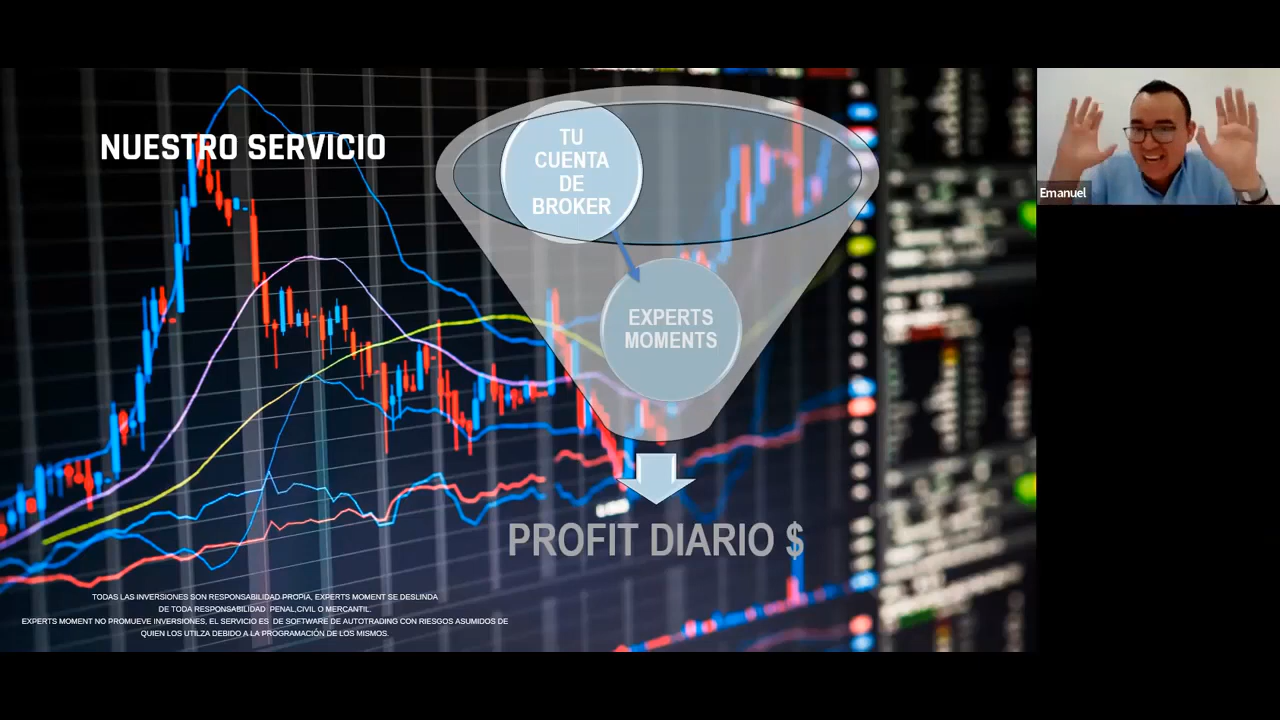 NUESTRO SERVICIO
TU
CUENTA
DE
BROKER
EXPERTS
MOMENTS
PROFIT DIARIO $
TODAS LAS INVERSIONES SON RESPONSABILIDAD PROPIA, EXPERTS MOMENT SE DESLINDA
DE TODA RESPONSABILIDAD PENAL,CIVIL O MERCANTIL.
EXPERTS MOMENT NO PROMUEVE INVERSIONES, EL SERVICIO ES DE SOFTWARE DE AUTOTRADING CON RIESGOS ASUMIDOS DE
QUIEN LOS UTILZA DEBIDO A LA PROGRAMACIÓN DE LOS MISMOS.
Emanuel